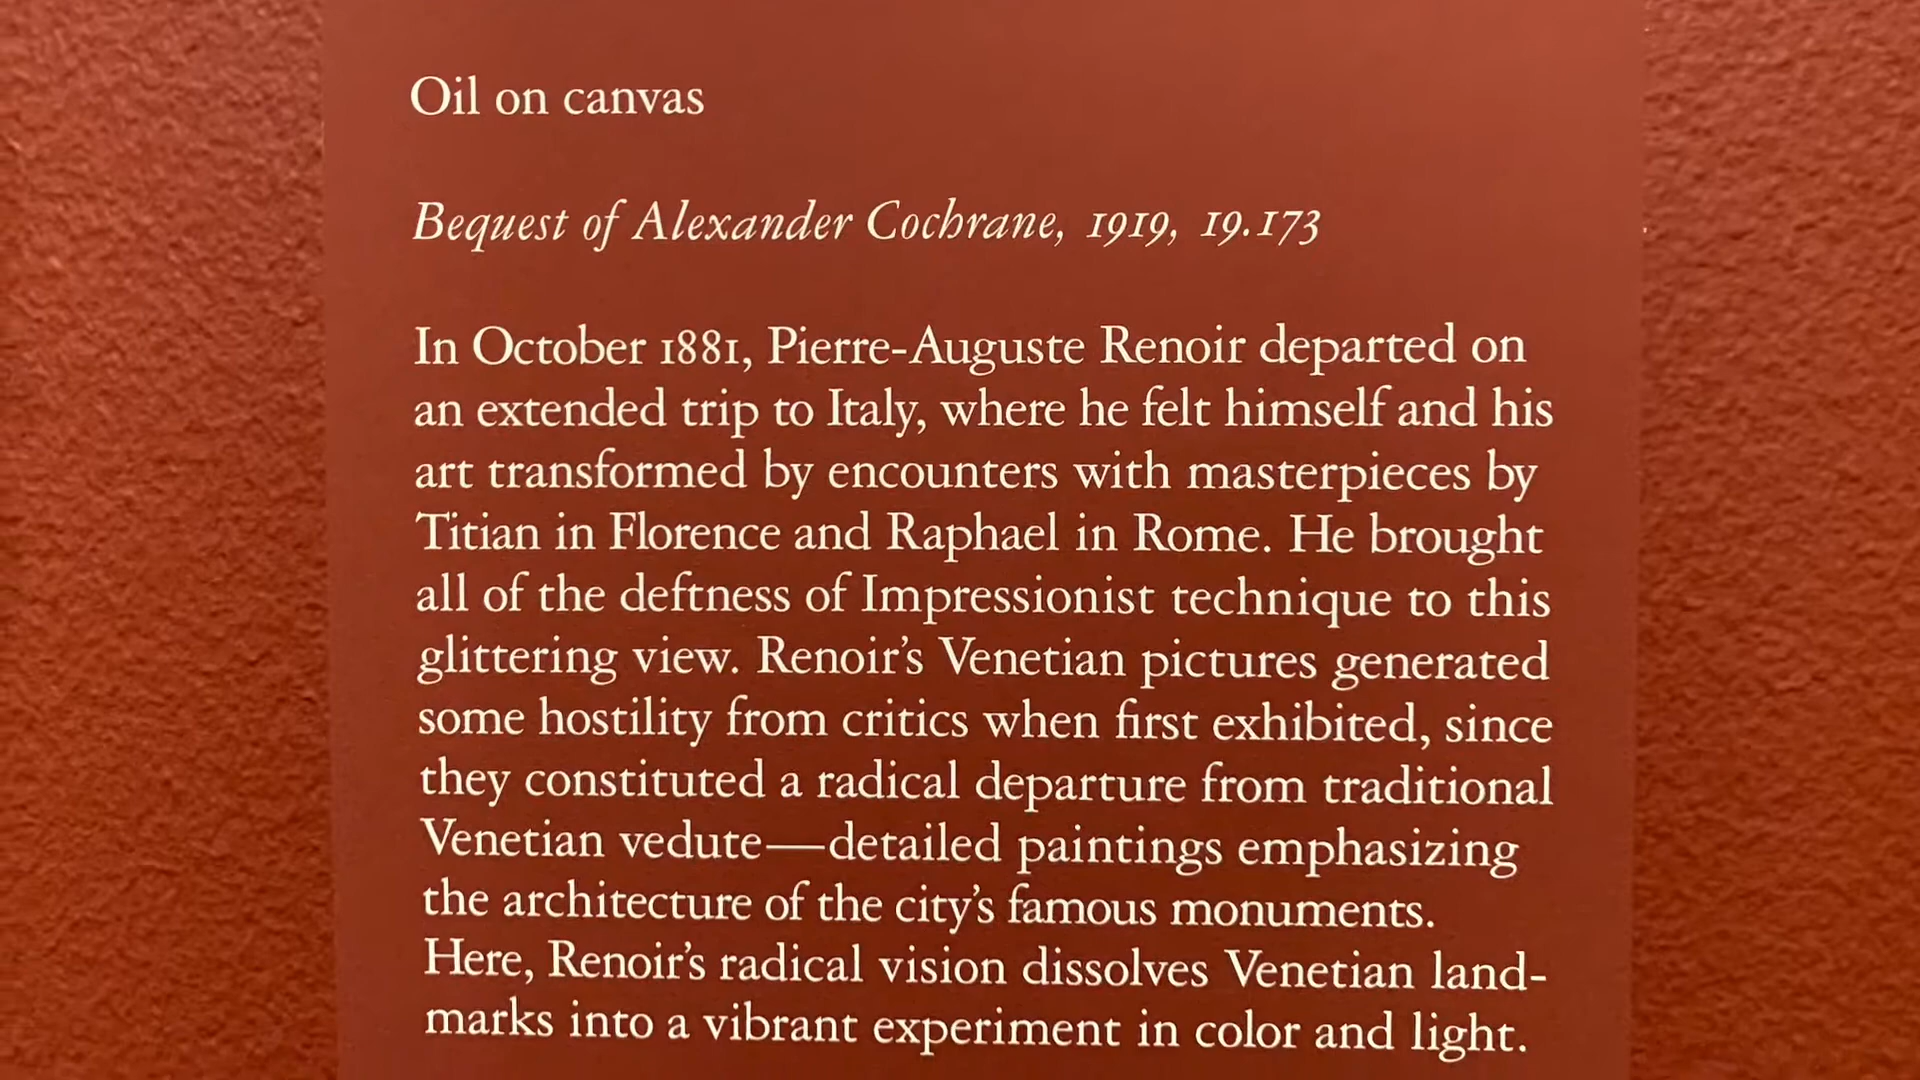 Oil on canvas
Bequest of Alexander Cochrane, 1919, 19.173
In October 1881, Pierre-Auguste Renoir departed on
an extended trip to Italy, where he felt himself and his
art transformed by encounters with masterpieces by
Titian in Florence and Raphael in Rome. He brought
all of the deftness of Impressionist technique to this
glittering view. Renoir’s Venetian pictures generated
some hostility from critics when first exhibited, since
they constituted a radical departure from traditional
Venetian vedute—detailed paintings emphasizing
the architecture of the city’s famous monuments.
Here, Renoir’s radical vision dissolves Venetian land-
marks into a vibrant experiment in color and light.